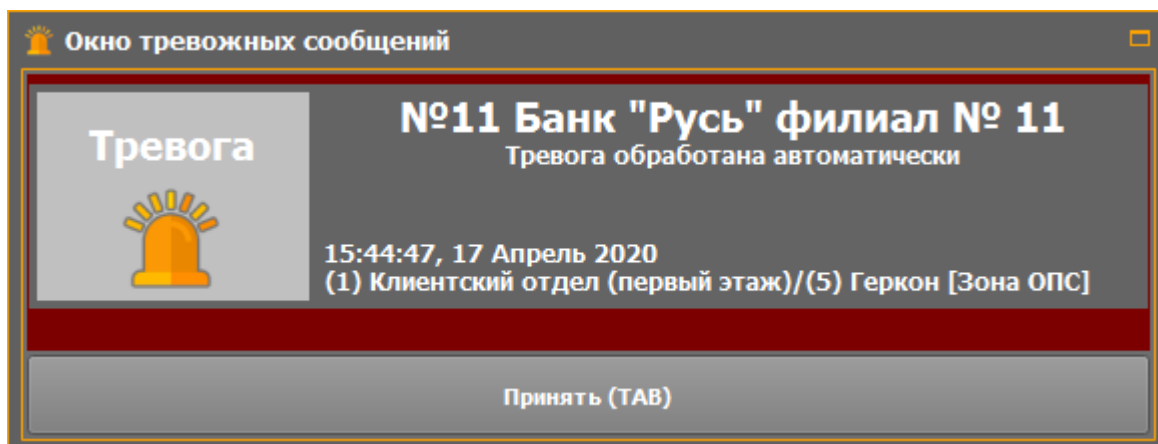 Окно тревожных сообщений
Тревога
№11 Банк "Русь" филиал № 11
Тревога обработана автоматически
15:44:47, 17 Апрель 2020
(1) Клиентский отдел (первый этаж)/(5) Геркон [Зона ОПС]
Принять (TAB)